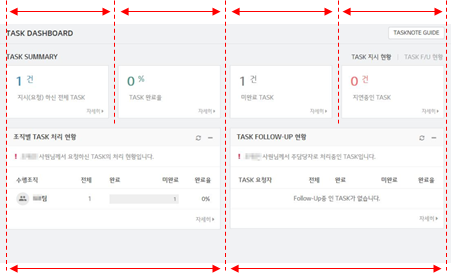 TASK DASHBOARD
TASKNOTE GUIDE
TASK SUMMARY
TASK 지시 현황 | TASK F/U 현황
1 건
지시(요청) 하신 전체 TASK
자세히
0 %
TASK 완료율
1 건
미완료 TASK
자세히
0 건
지연중인 TASK
자세히
조직별 TASK 처리 현황
사원님께서 요청하신 TASK의 처리 현황입니다.
수행조직 전체 완료 미완료 완료율
팀 1 1 0%
자세히
TASK FOLLOW-UP 현황
사원님께서 주담당자로 처리중인 TASK입니다.
TASK 요청자 전체 완료 미완료 완료율
Follow-Up중 인 TASK가 없습니다.
자세히